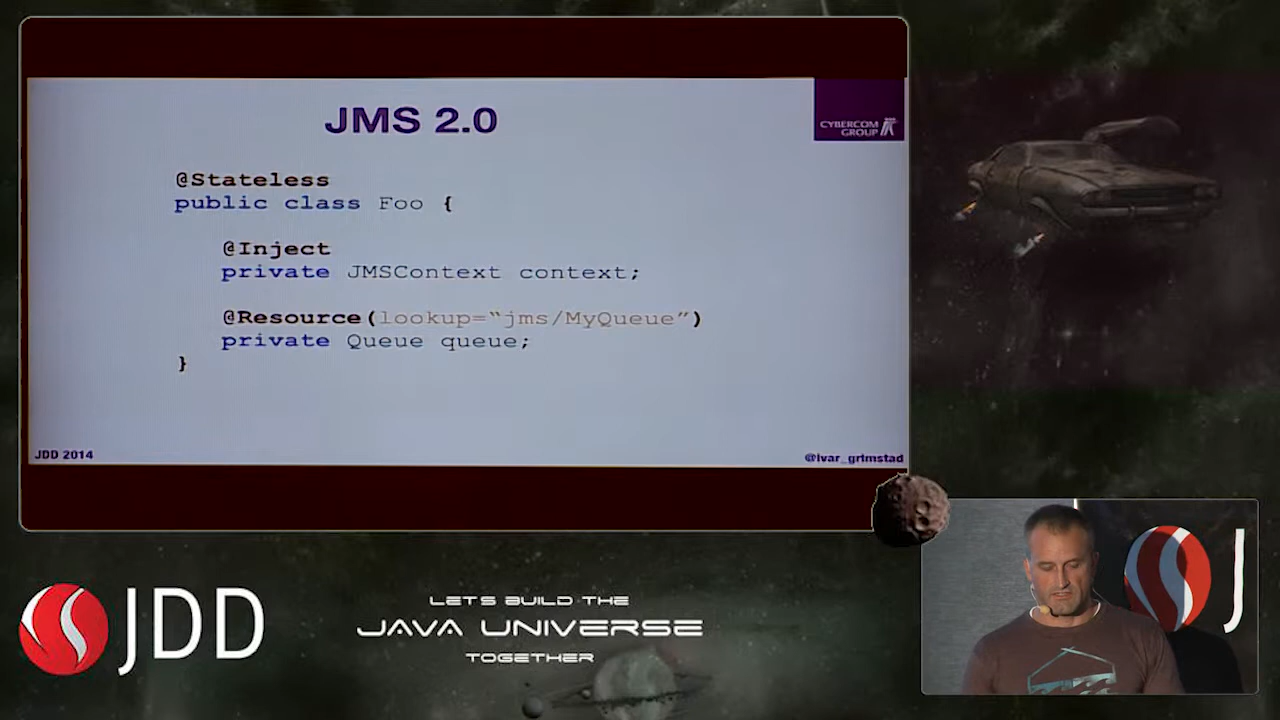 JMS 2.0
CYBERCOM
GROUP
@Stateless
public class Foo {
@Inject
private JMSContext context;
@Resource(lookup=“jms/MyQueue”)
private Queue queue;
}
JDD 2014
@ivar_grimstad
JDD
LETS BUILD THE
JAVA UNIVERSE
TOGETHER
J